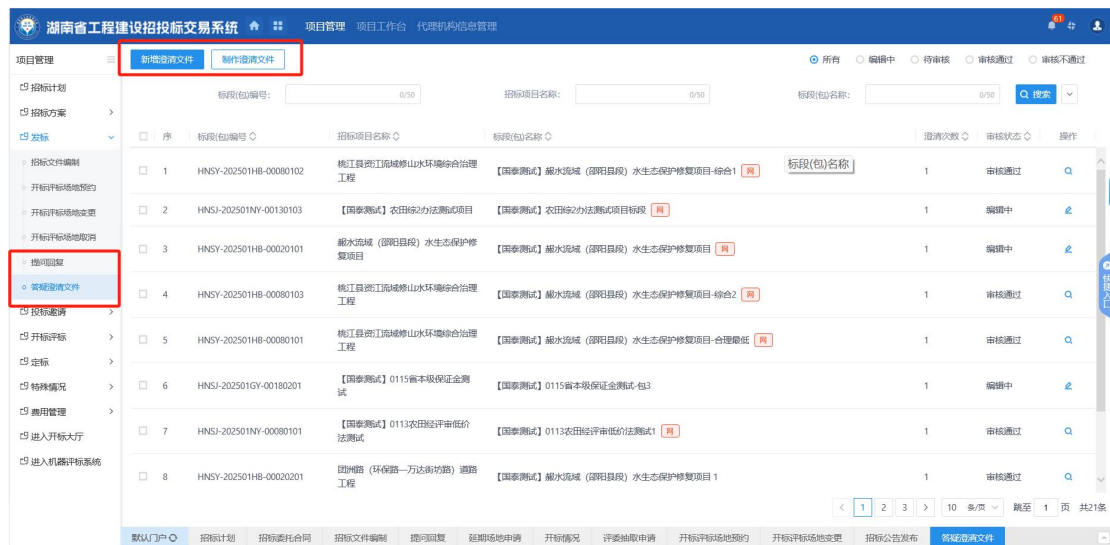 湖南省工程建设招投标交易系统 项目管理 项目工作台 代理机构信息管理 61
项目管理 新增澄清文件 制作澄清文件 所有 编辑中 待审核 审核通过 审核不通过
招标计划
标段(包)编号: 0/50 招标项目名称: 0/50 标段(包)名称: 0/50 搜索
招标方案
发标
序 标段(包)编号 招标项目名称 标段(包)名称 澄清次数 审核状态 操作
招标文件编制
1 HNSY-202501HB-00080102 桃江县资江流域修山水环境综合治理工程 【国泰测试】赧水流域（邵阳县段）水生态保护修复项目-综合1 网 标段(包)名称 1 审核通过
开标评标场地预约
开标评标场地变更
2 HNSJ-202501NY-00130103 【国泰测试】农田综2办法测试项目 【国泰测试】农田综2办法测试项目标段 网 1 编辑中
开标评标场地取消
3 HNSY-202501HB-00020101 赧水流域（邵阳县段）水生态保护修复项目 【国泰测试】赧水流域（邵阳县段）水生态保护修复项目 网 1 编辑中
提问回复
答疑澄清文件
4 HNSY-202501HB-00080103 桃江县资江流域修山水环境综合治理工程 【国泰测试】赧水流域（邵阳县段）水生态保护修复项目-综合2 网 1 审核通过
快捷入口
投标邀请
开标评标
5 HNSY-202501HB-00080101 桃江县资江流域修山水环境综合治理工程 【国泰测试】赧水流域（邵阳县段）水生态保护修复项目-合理最低 网 1 审核通过
定标
特殊情况
6 HNSJ-202501GY-00180201 【国泰测试】0115省本级保证金测试 【国泰测试】0115省本级保证金测试-包3 1 编辑中
费用管理
进入开标大厅
7 HNSJ-202501NY-00080101 【国泰测试】0113农田经评审低价法测试 【国泰测试】0113农田经评审低价法测试1 网 1 审核通过
进入机器评标系统
8 HNSY-202501HB-00020201 团洲路（环保路—万达街坊路）道路工程 【国泰测试】赧水流域（邵阳县段）水生态保护修复项目 1 1 审核通过
1 2 3 10 条/页 跳至 1 页 共21条
默认门户 招标计划 招标委托合同 招标文件编制 提问回复 延期场地申请 开标情况 评委抽取申请 开标评标场地预约 开标评标场地变更 招标公告发布 答疑澄清文件